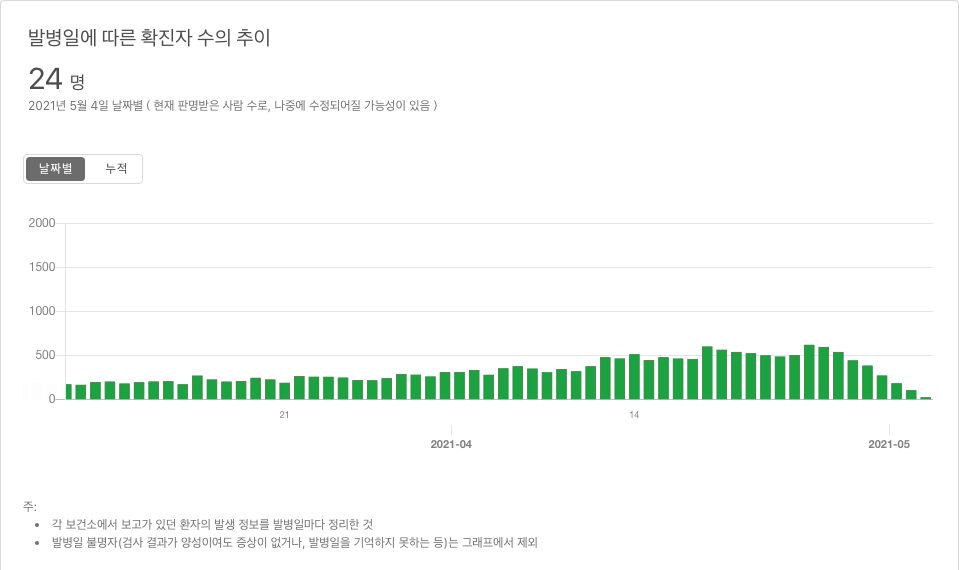 발병일에 따른 확진자 수의 추이
24 명
2021년 5월 4일 날짜별 ( 현재 판명받은 사람 수로, 나중에 수정되어질 가능성이 있음 )
날짜별 누적
2000
1500
1000
500
0
21 14
2021-04 2021-05
주:
• 각 보건소에서 보고가 있던 환자의 발생 정보를 발병일마다 정리한 것
• 발병일 불명자(검사 결과가 양성이여도 증상이 없거나, 발병일을 기억하지 못하는 등)는 그래프에서 제외